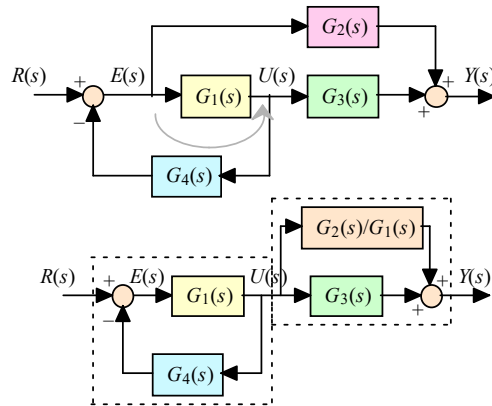 G₂(s)
R(s) + E(s) U(s) + Y(s)
G₁(s) G₃(s)
− +
G₄(s)
G₂(s)/G₁(s)
R(s) + E(s) U(s) + Y(s)
G₁(s) G₃(s)
− +
G₄(s)